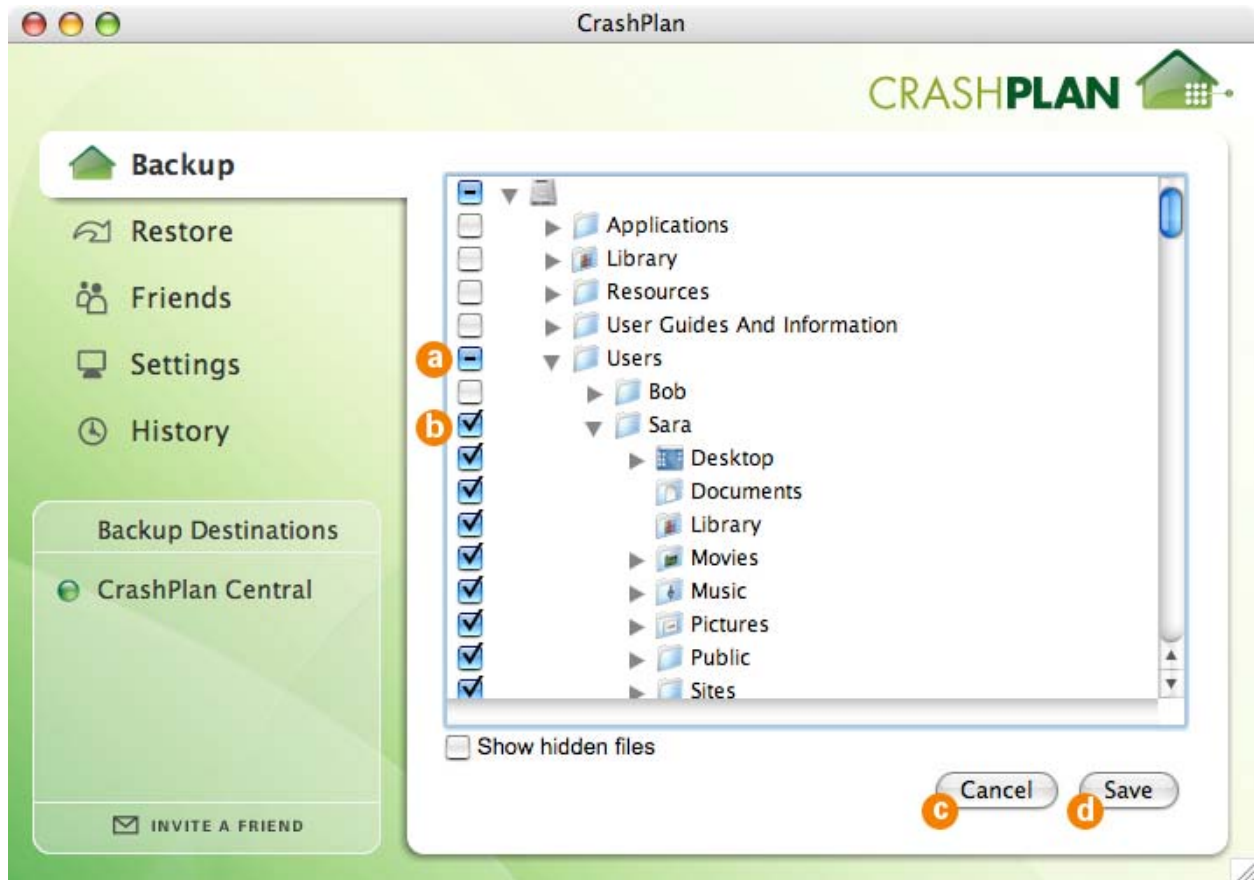 CrashPlan
CRASHPLAN
Backup
Restore
Friends
Settings
History
Backup Destinations
CrashPlan Central
INVITE A FRIEND
Applications
Library
Resources
User Guides And Information
a
Users
Bob
b
Sara
Desktop
Documents
Library
Movies
Music
Pictures
Public
Sites
Show hidden files
c
Cancel
d
Save